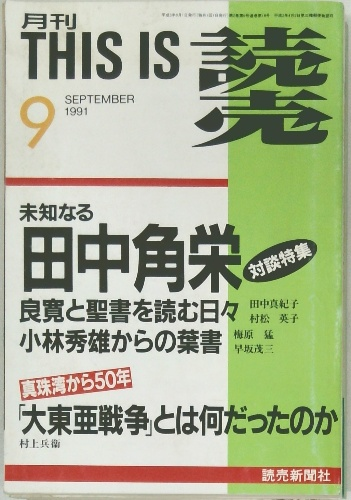 月刊
THIS IS
読売
9
SEPTEMBER
1991
未知なる
田中角栄
対談特集
良寛と聖書を読む日々
小林秀雄からの葉書
田中真紀子
村松 英子
梅原 猛
早坂茂三
真珠湾から50年
「大東亜戦争」とは何だったのか
村上兵衛
読売新聞社